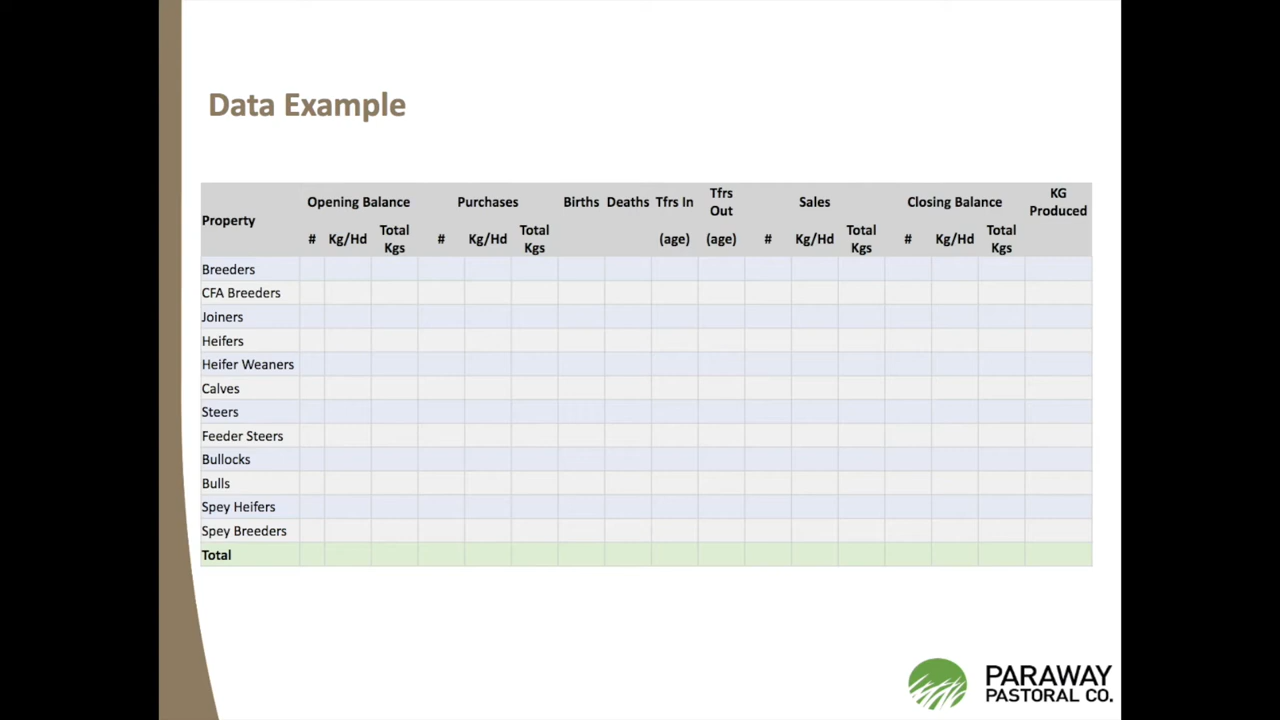 Data Example
Property Opening Balance Purchases Births Deaths Tfrs In Tfrs Out Sales Closing Balance KG Produced
# Kg/Hd Total Kgs # Kg/Hd Total Kgs (age) (age) # Kg/Hd Total Kgs # Kg/Hd Total Kgs
Breeders
CFA Breeders
Joiners
Heifers
Heifer Weaners
Calves
Steers
Feeder Steers
Bullocks
Bulls
Spey Heifers
Spey Breeders
Total
PARAWAY
PASTORAL CO.